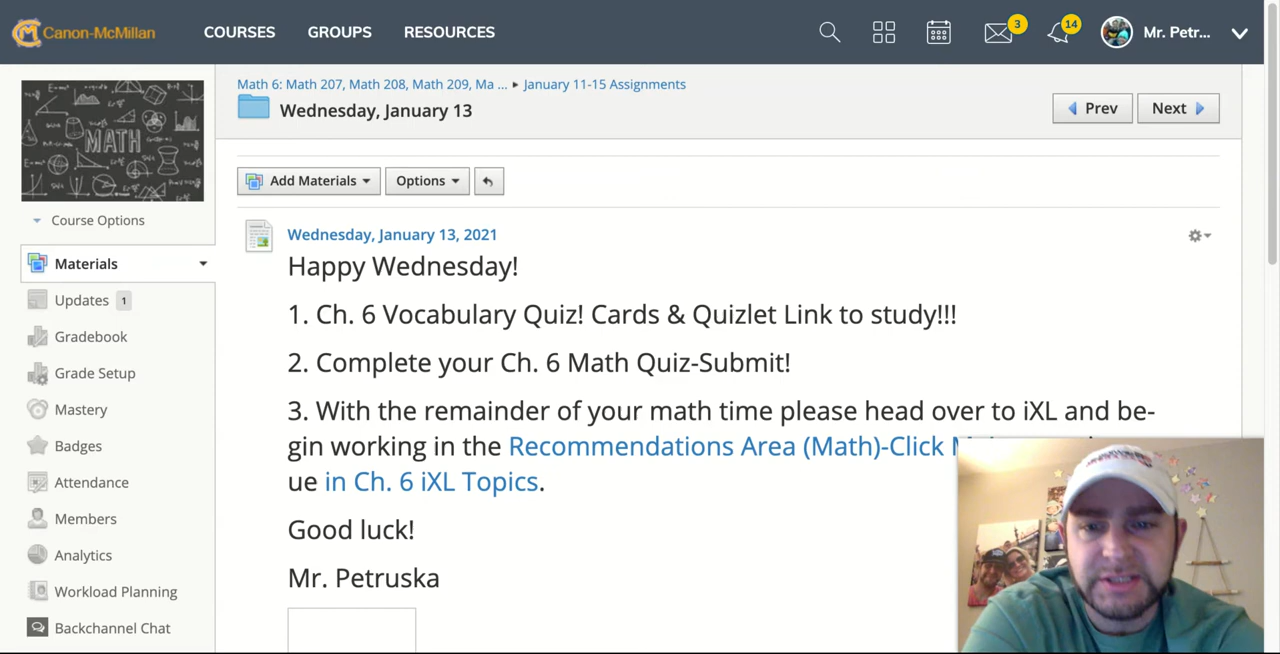 Canon-McMillan
COURSES
GROUPS
RESOURCES
3
14
Mr. Petr...
Math 6: Math 207, Math 208, Math 209, Ma ... ▸ January 11-15 Assignments
Wednesday, January 13
Prev
Next
MATH
Course Options
Materials
Updates 1
Gradebook
Grade Setup
Mastery
Badges
Attendance
Members
Analytics
Workload Planning
Backchannel Chat
Add Materials
Options
Wednesday, January 13, 2021
Happy Wednesday!
1. Ch. 6 Vocabulary Quiz! Cards & Quizlet Link to study!!!
2. Complete your Ch. 6 Math Quiz-Submit!
3. With the remainder of your math time please head over to iXL and be-
gin working in the Recommendations Area (Math)-Click
ue in Ch. 6 iXL Topics.
Good luck!
Mr. Petruska